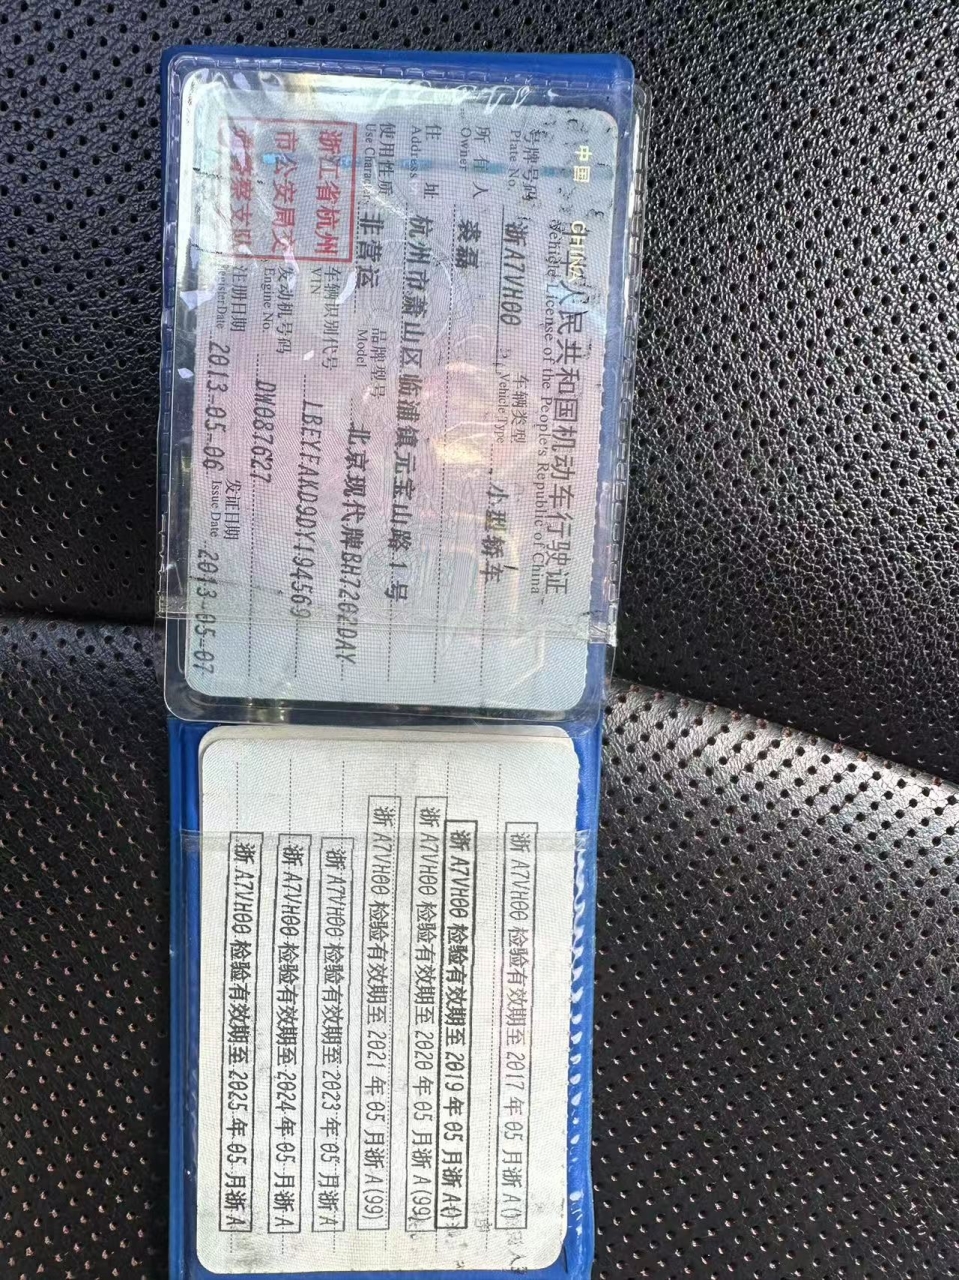 中国 CHINA
中华人民共和国机动车行驶证
Vehicle License of the People's Republic of China
号牌号码 浙A7VH00 车辆类型 小型轿车
Plate No. Vehicle Type
所有人 裘磊
Owner
住 址 杭州市萧山区临浦镇元宝山路1号
Address
使用性质 非营运 品牌型号 北京现代牌BH7202DAY
Use Character Model
浙江省杭州
市公安局交
通警察支队
车辆识别代号 LBEYFAKD9DY194569
VIN
发动机号码 DW087627
Engine No.
注册日期 2013-05-06 发证日期 2013-05-07
Register Date Issue Date
浙A7VH00 检验有效期至2017年05月浙A()
浙A7VH00 检验有效期至2019年05月浙A()
浙A7VH00 检验有效期至2020年05月浙A(99)
浙A7VH00 检验有效期至2021年05月浙A(99)
浙A7VH00 检验有效期至2023年05月浙A
浙A7VH00 检验有效期至2024年05月浙A
浙A7VH00 检验有效期至2025年05月浙A